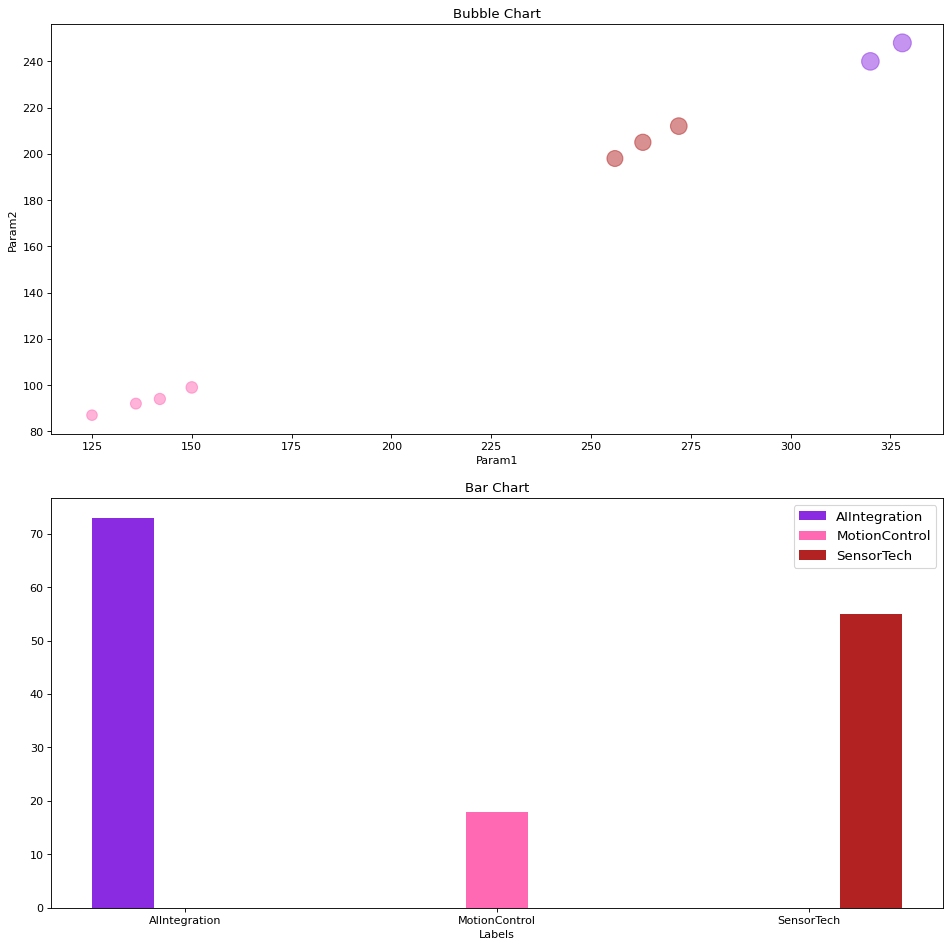 Bubble Chart
240
220
200
180
160
140
120
100
80
Param2
125 150 175 200 225 250 275 300 325
Param1
Bar Chart
70
60
50
40
30
20
10
0
AIIntegration
MotionControl
SensorTech
AIIntegration MotionControl SensorTech
Labels